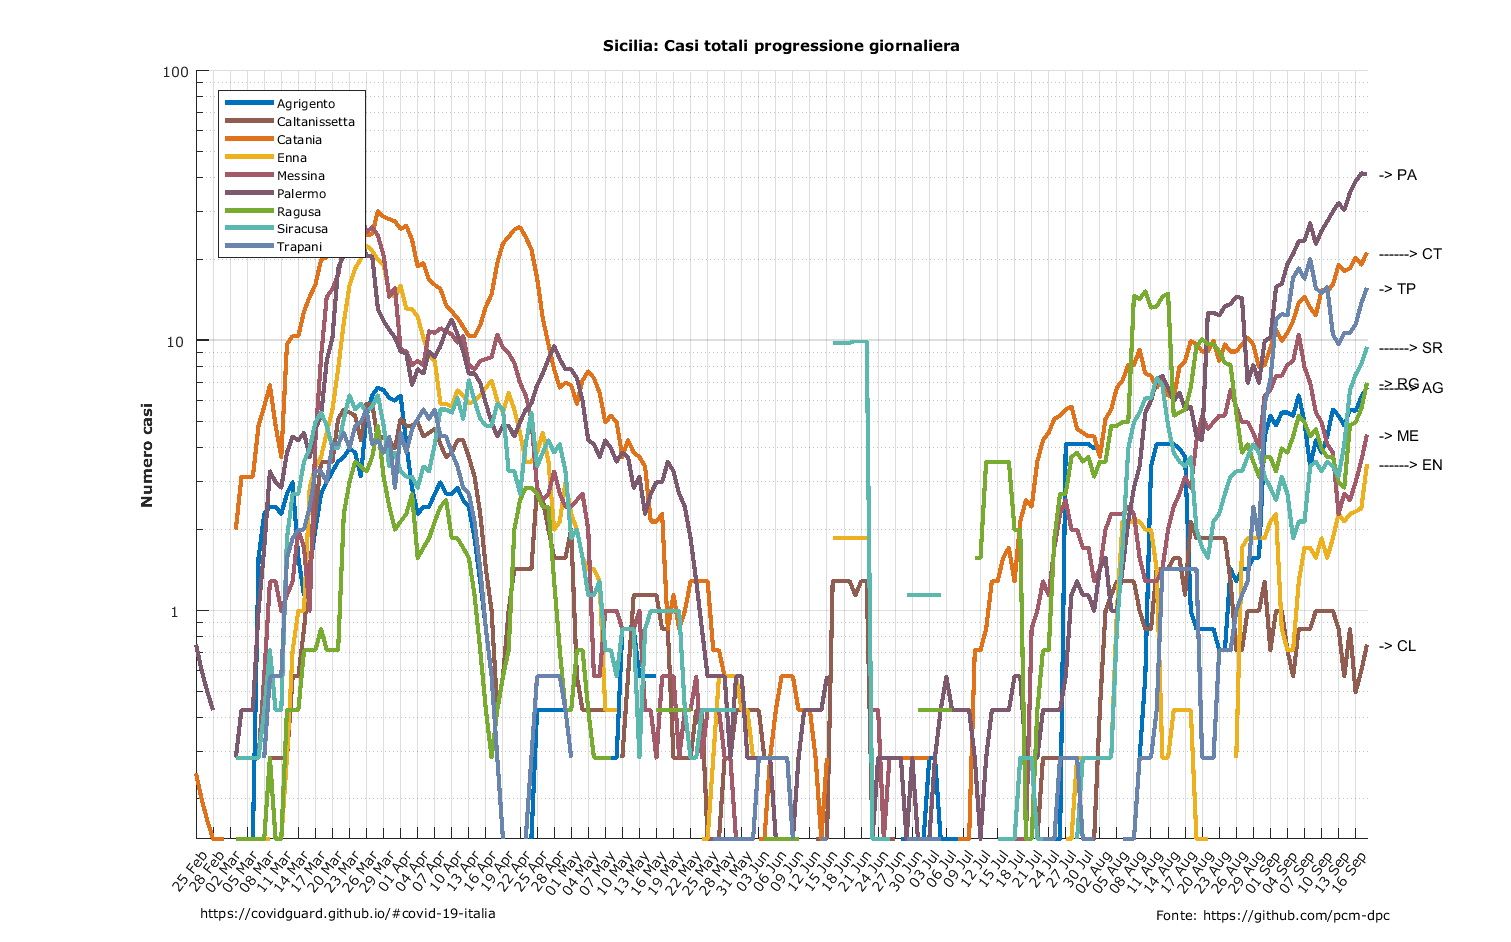 Sicilia: Casi totali progressione giornaliera
Numero casi
100
10
1
Agrigento
Caltanissetta
Catania
Enna
Messina
Palermo
Ragusa
Siracusa
Trapani
-> PA
------> CT
-> TP
------> SR
-> RG
------> AG
-> ME
------> EN
-> CL
25 Feb
28 Feb
02 Mar
05 Mar
08 Mar
11 Mar
14 Mar
17 Mar
20 Mar
23 Mar
26 Mar
29 Mar
01 Apr
04 Apr
07 Apr
10 Apr
13 Apr
16 Apr
19 Apr
22 Apr
25 Apr
28 Apr
01 May
04 May
07 May
10 May
13 May
16 May
19 May
22 May
25 May
28 May
31 May
03 Jun
06 Jun
09 Jun
12 Jun
15 Jun
18 Jun
21 Jun
24 Jun
27 Jun
30 Jun
03 Jul
06 Jul
09 Jul
12 Jul
15 Jul
18 Jul
21 Jul
24 Jul
27 Jul
30 Jul
02 Aug
05 Aug
08 Aug
11 Aug
14 Aug
17 Aug
20 Aug
23 Aug
26 Aug
29 Aug
01 Sep
04 Sep
07 Sep
10 Sep
13 Sep
16 Sep
https://covidguard.github.io/#covid-19-italia
Fonte: https://github.com/pcm-dpc